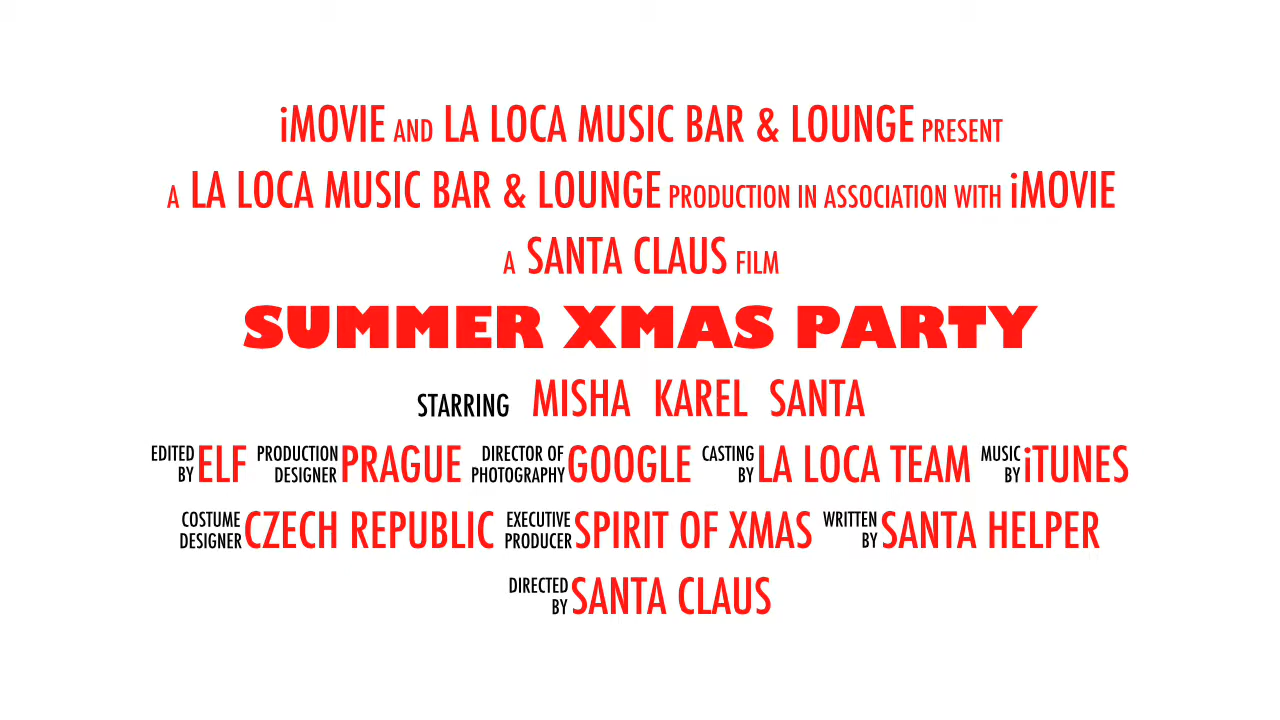 iMOVIE AND LA LOCA MUSIC BAR & LOUNGE PRESENT
A LA LOCA MUSIC BAR & LOUNGE PRODUCTION IN ASSOCIATION WITH iMOVIE
A SANTA CLAUS FILM
SUMMER XMAS PARTY
STARRING MISHA KAREL SANTA
EDITED BY ELF PRODUCTION DESIGNER PRAGUE DIRECTOR OF PHOTOGRAPHY GOOGLE CASTING BY LA LOCA TEAM MUSIC BY iTUNES
COSTUME DESIGNER CZECH REPUBLIC EXECUTIVE PRODUCER SPIRIT OF XMAS WRITTEN BY SANTA HELPER
DIRECTED BY SANTA CLAUS